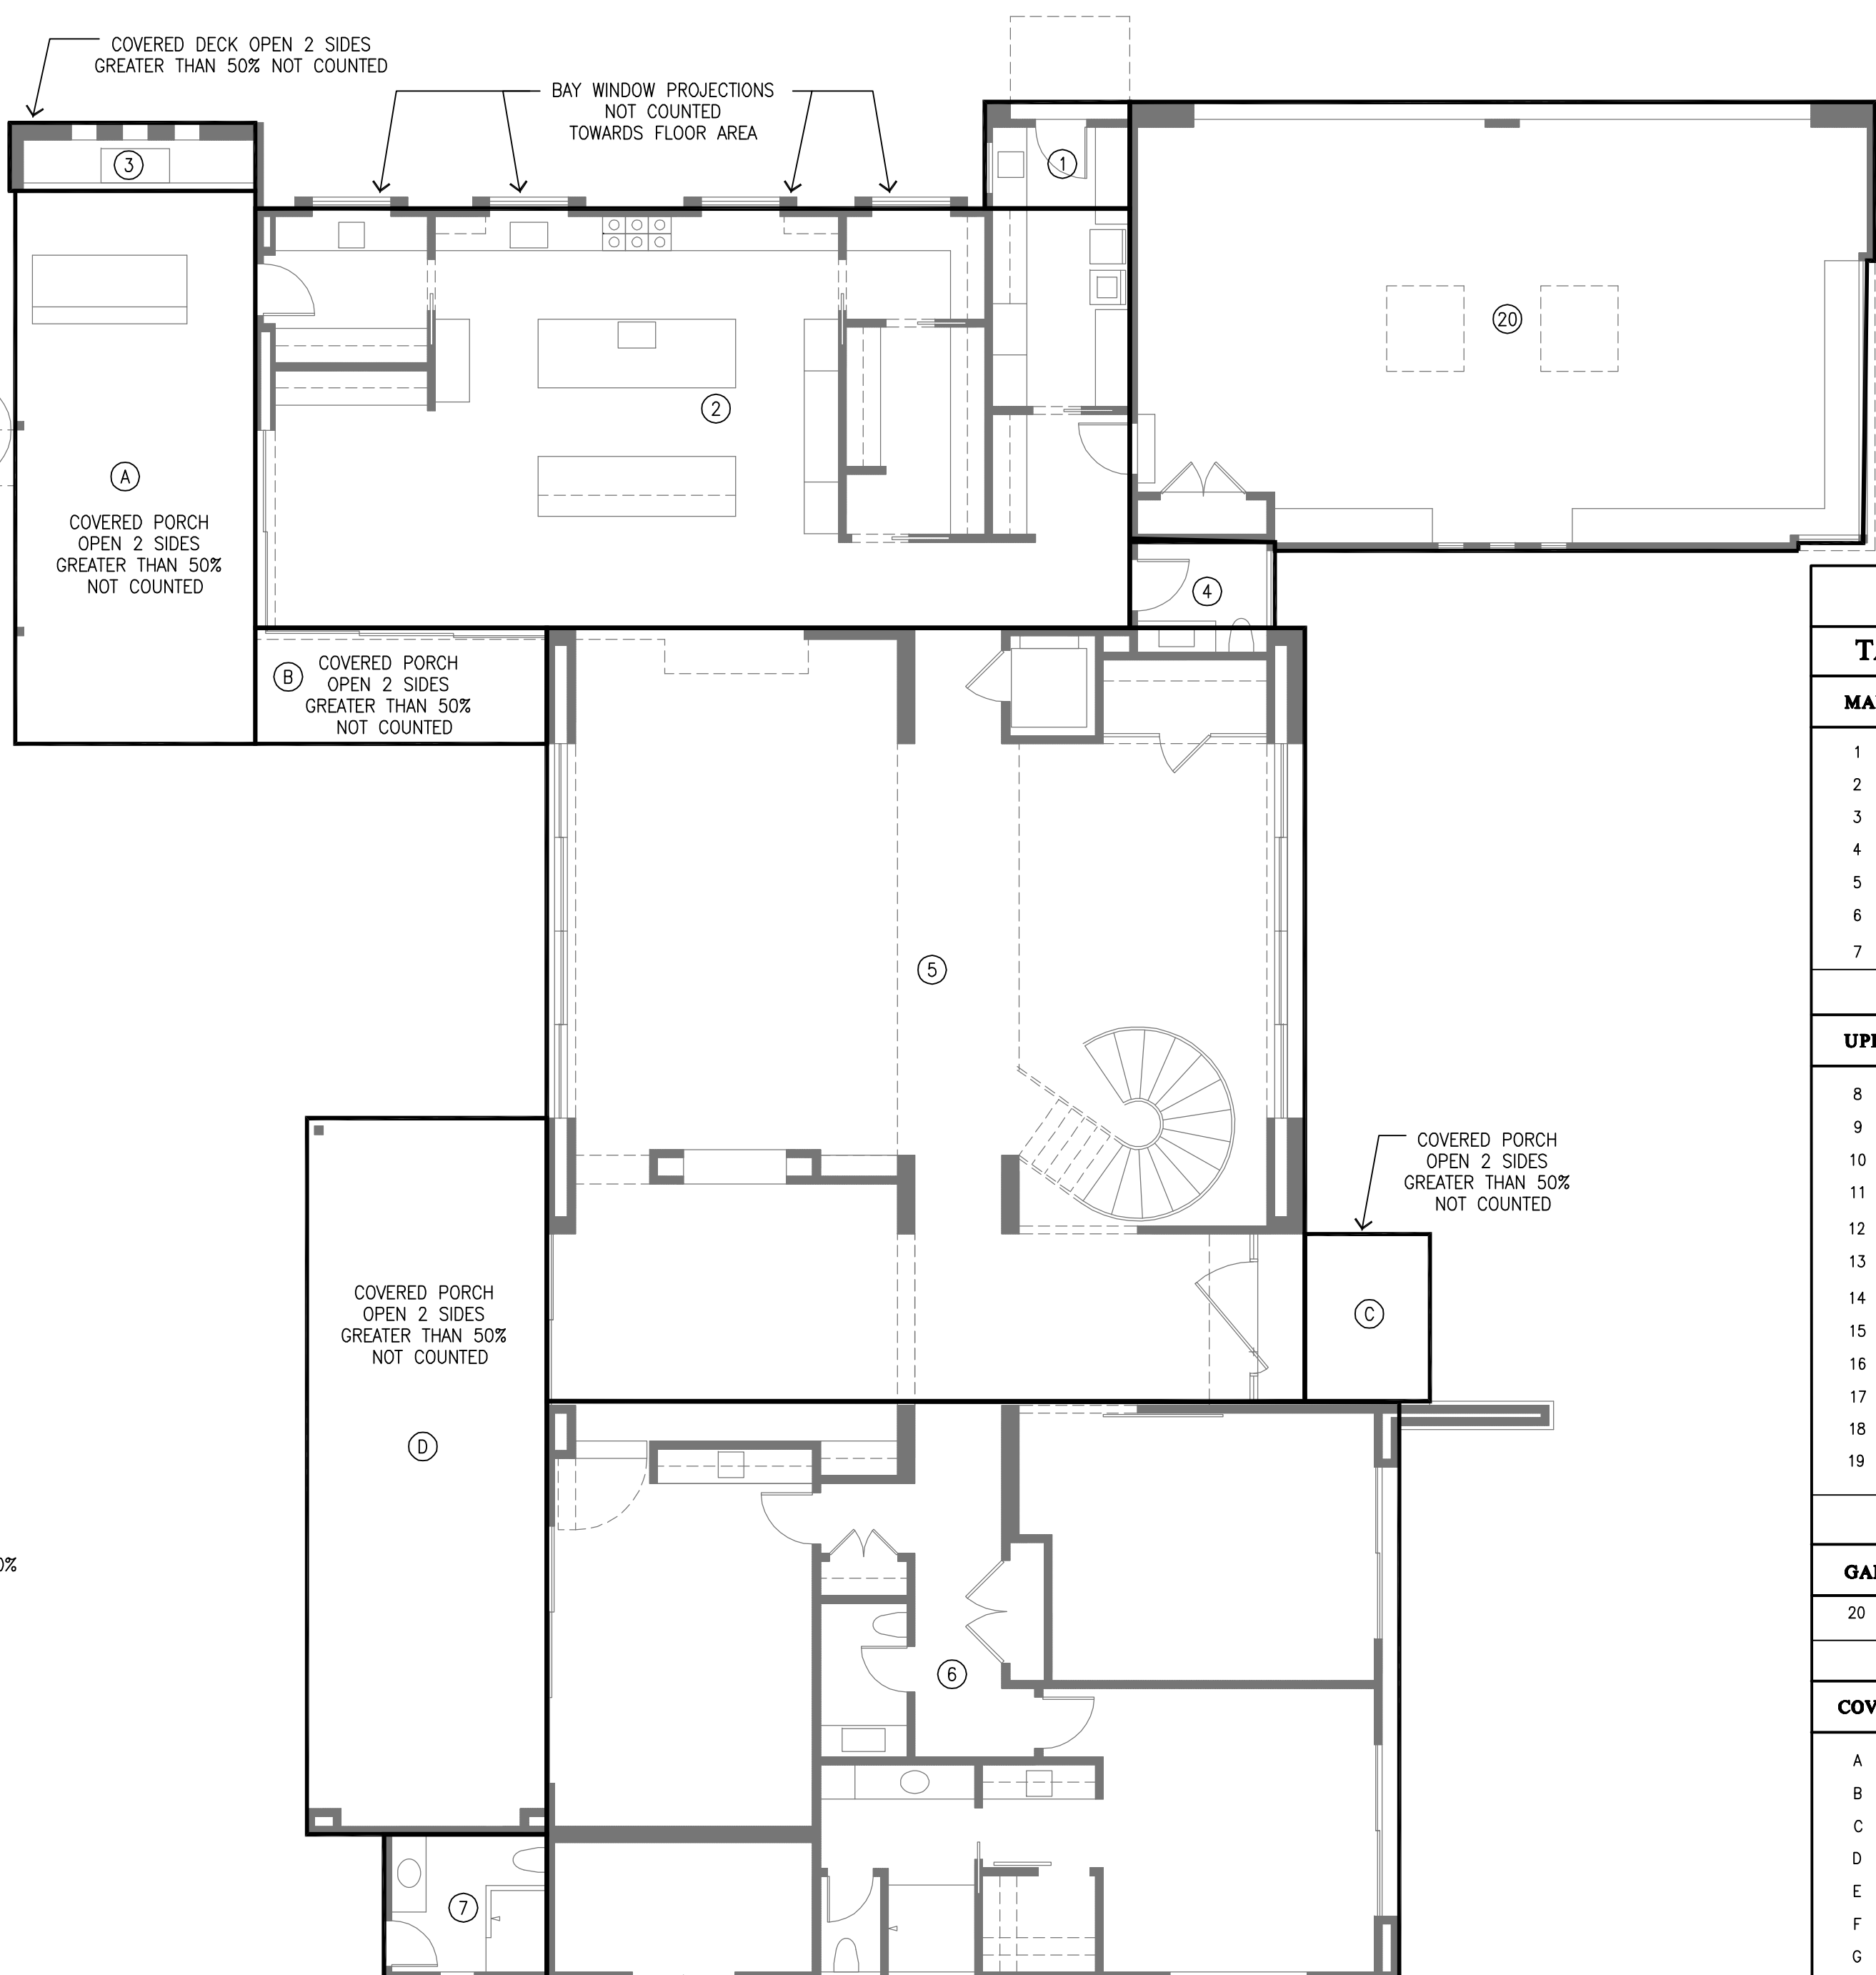 COVERED DECK OPEN 2 SIDES
GREATER THAN 50% NOT COUNTED
BAY WINDOW PROJECTIONS
NOT COUNTED
TOWARDS FLOOR AREA
3
1
20
2
A
COVERED PORCH
OPEN 2 SIDES
GREATER THAN 50%
NOT COUNTED
4
B
COVERED PORCH
OPEN 2 SIDES
GREATER THAN 50%
NOT COUNTED
5
COVERED PORCH
OPEN 2 SIDES
GREATER THAN 50%
NOT COUNTED
C
COVERED PORCH
OPEN 2 SIDES
GREATER THAN 50%
NOT COUNTED
D
6
7
1
2
3
4
5
6
7
8
9
10
11
12
13
14
15
16
17
18
19
20
A
B
C
D
E
F
G